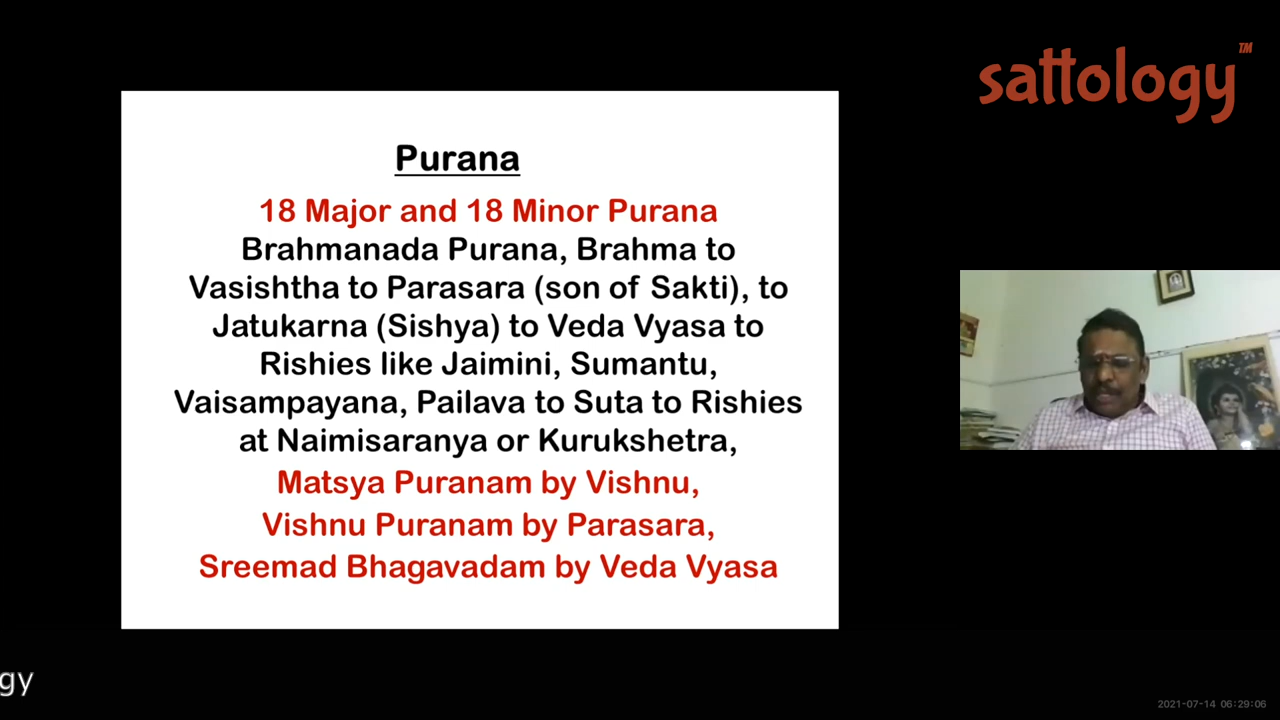 sattology™
Purana
18 Major and 18 Minor Purana
Brahmanada Purana, Brahma to
Vasishtha to Parasara (son of Sakti), to
Jatukarna (Sishya) to Veda Vyasa to
Rishies like Jaimini, Sumantu,
Vaisampayana, Pailava to Suta to Rishies
at Naimisaranya or Kurukshetra,
Matsya Puranam by Vishnu,
Vishnu Puranam by Parasara,
Sreemad Bhagavadam by Veda Vyasa
gy
2021-07-14 06:29:06